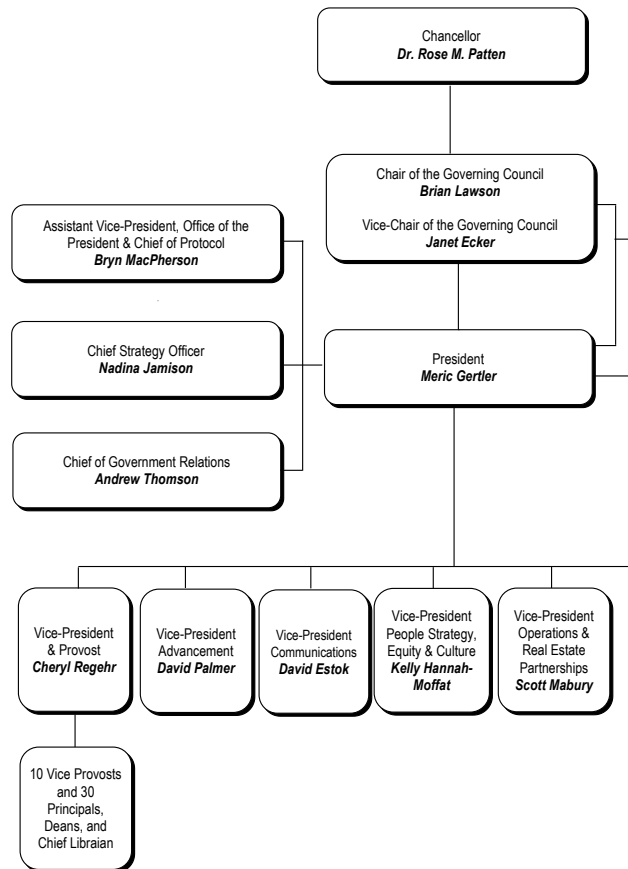 Chancellor
Dr. Rose M. Patten
Chair of the Governing Council
Brian Lawson
Vice-Chair of the Governing Council
Janet Ecker
Assistant Vice-President, Office of the
President & Chief of Protocol
Bryn MacPherson
Chief Strategy Officer
Nadina Jamison
President
Meric Gertler
Chief of Government Relations
Andrew Thomson
Vice-President
& Provost
Cheryl Regehr
Vice-President
Advancement
David Palmer
Vice-President
Communications
David Estok
Vice-President
People Strategy,
Equity & Culture
Kelly Hannah-
Moffat
Vice-President
Operations &
Real Estate
Partnerships
Scott Mabury
10 Vice Provosts
and 30
Principals,
Deans, and
Chief Libraian